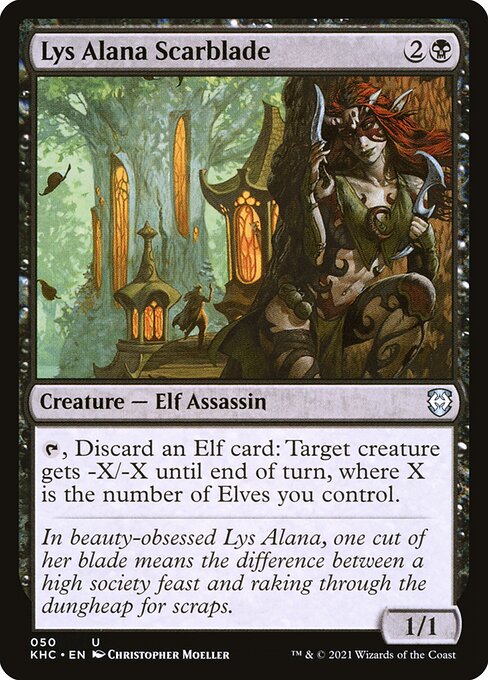 Lys Alana Scarblade 2
Creature — Elf Assassin
, Discard an Elf card: Target creature
gets -X/-X until end of turn, where X
is the number of Elves you control.
In beauty-obsessed Lys Alana, one cut of
her blade means the difference between a
high society feast and raking through the
dungheap for scraps.
1/1
050 U
KHC • EN Christopher Moeller
™ & © 2021 Wizards of the Coast